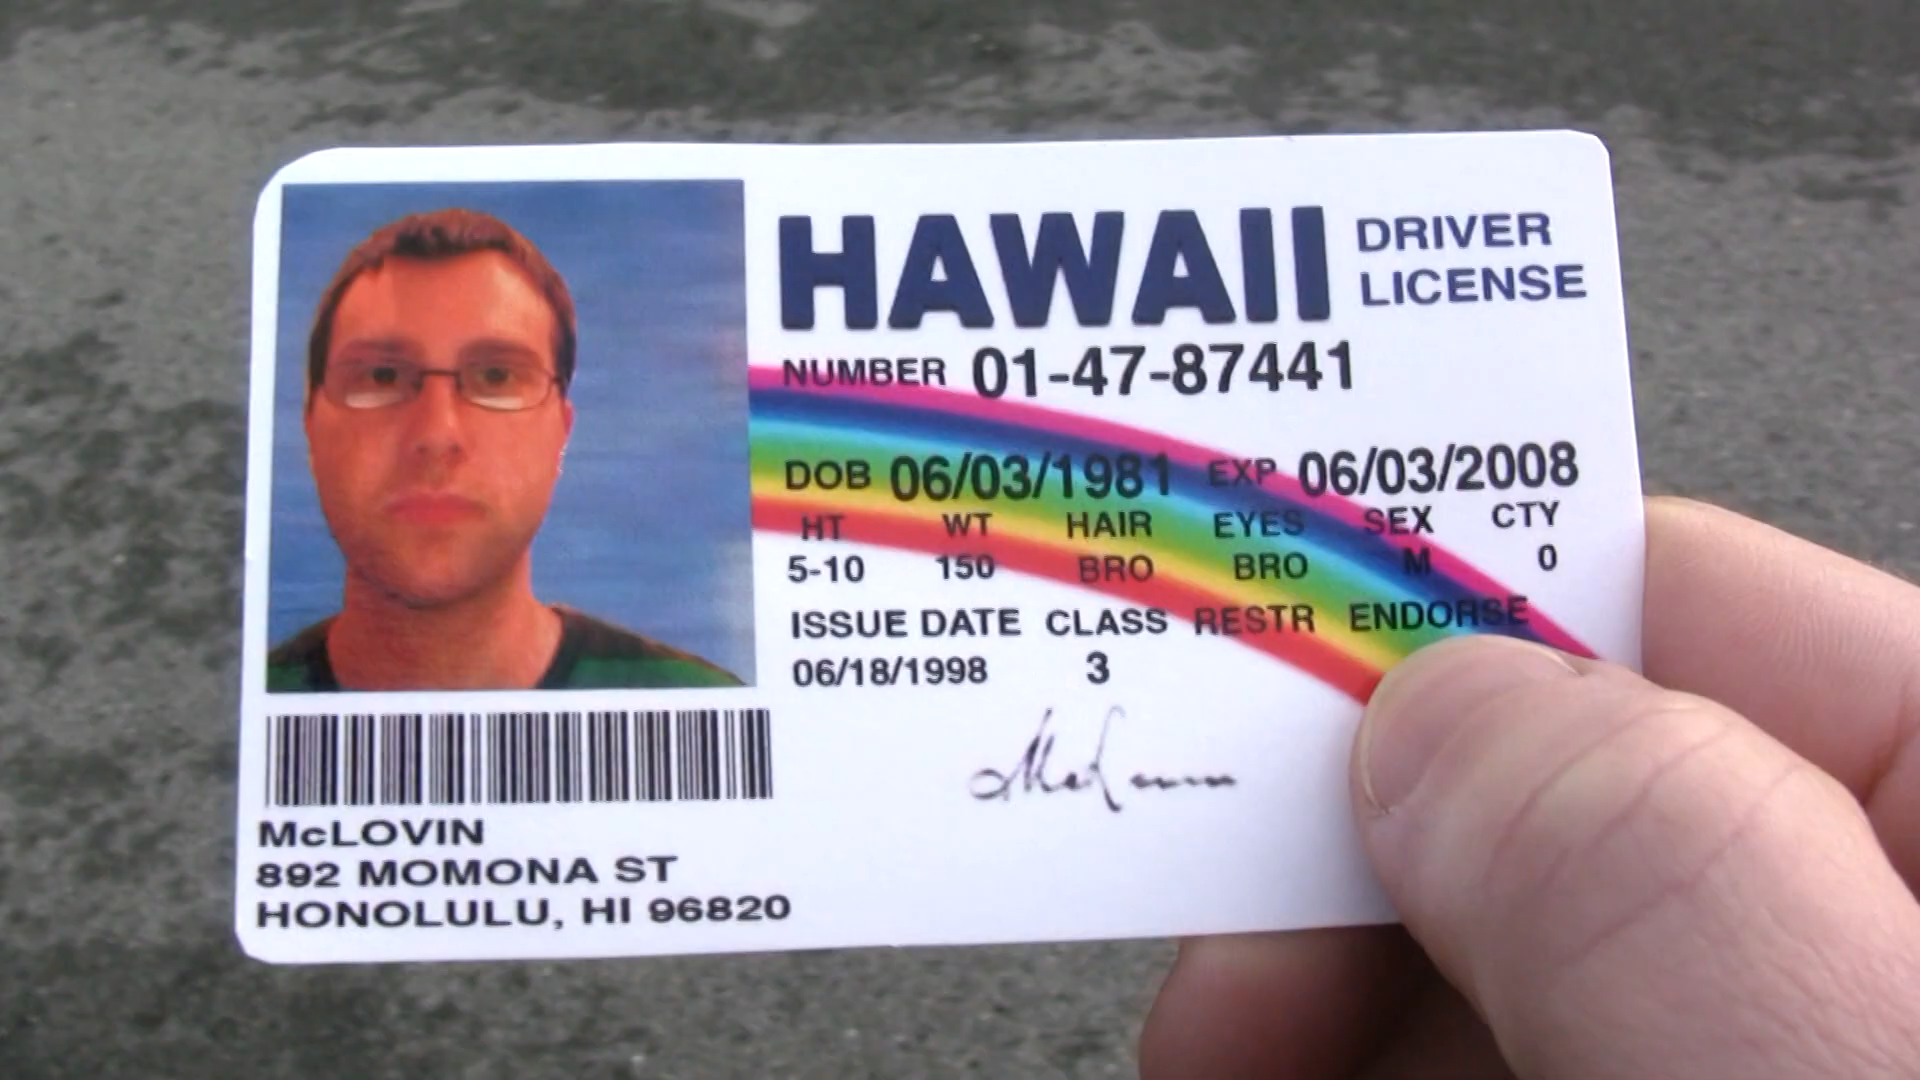 HAWAII DRIVER LICENSE
NUMBER 01-47-87441
DOB 06/03/1981 EXP 06/03/2008
HT WT HAIR EYES SEX CTY
5-10 150 BRO BRO M 0
ISSUE DATE CLASS RESTR ENDORSE
06/18/1998 3
McLovin
McLOVIN
892 MOMONA ST
HONOLULU, HI 96820